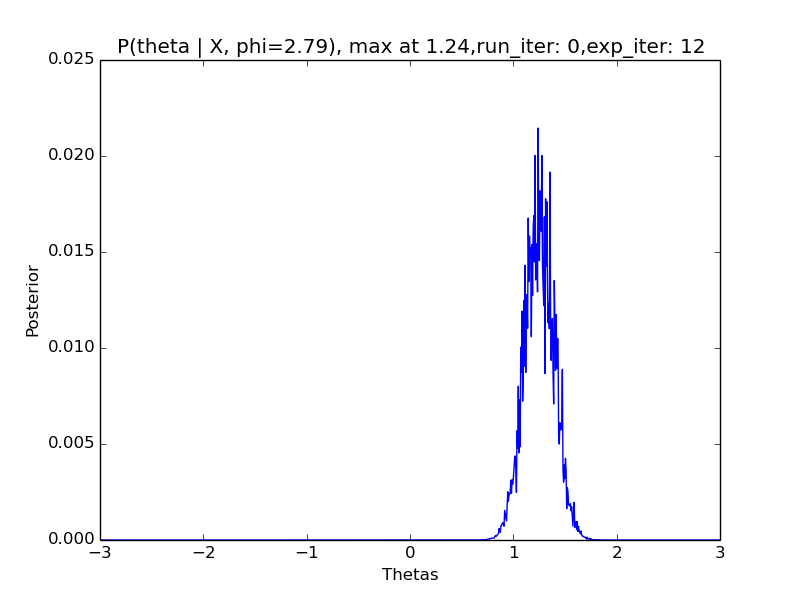 P(theta | X, phi=2.79), max at 1.24,run_iter: 0,exp_iter: 12
0.025
0.020
0.015
0.010
0.005
0.000
Posterior
−3 −2 −1 0 1 2 3
Thetas